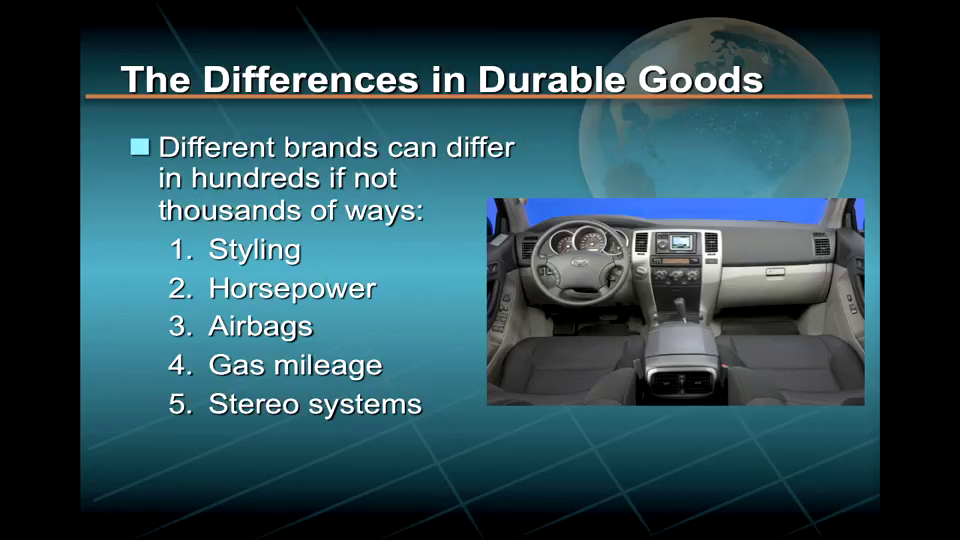 The Differences in Durable Goods
Different brands can differ
in hundreds if not
thousands of ways:
1. Styling
2. Horsepower
3. Airbags
4. Gas mileage
5. Stereo systems